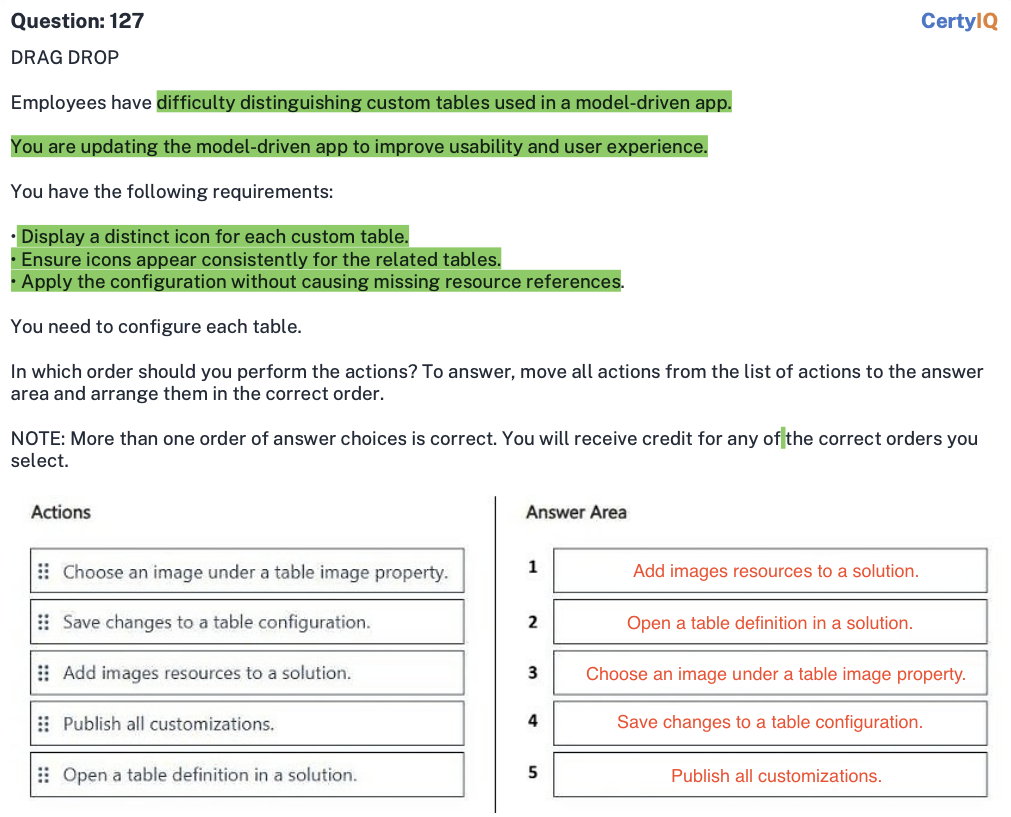 Question: 127
CertyIQ
DRAG DROP
Employees have difficulty distinguishing custom tables used in a model-driven app.
You are updating the model-driven app to improve usability and user experience.
You have the following requirements:
• Display a distinct icon for each custom table.
• Ensure icons appear consistently for the related tables.
• Apply the configuration without causing missing resource references.
You need to configure each table.
In which order should you perform the actions? To answer, move all actions from the list of actions to the answer
area and arrange them in the correct order.
NOTE: More than one order of answer choices is correct. You will receive credit for any of the correct orders you
select.
Actions
Choose an image under a table image property.
Save changes to a table configuration.
Add images resources to a solution.
Publish all customizations.
Open a table definition in a solution.
Answer Area
1 Add images resources to a solution.
2 Open a table definition in a solution.
3 Choose an image under a table image property.
4 Save changes to a table configuration.
5 Publish all customizations.